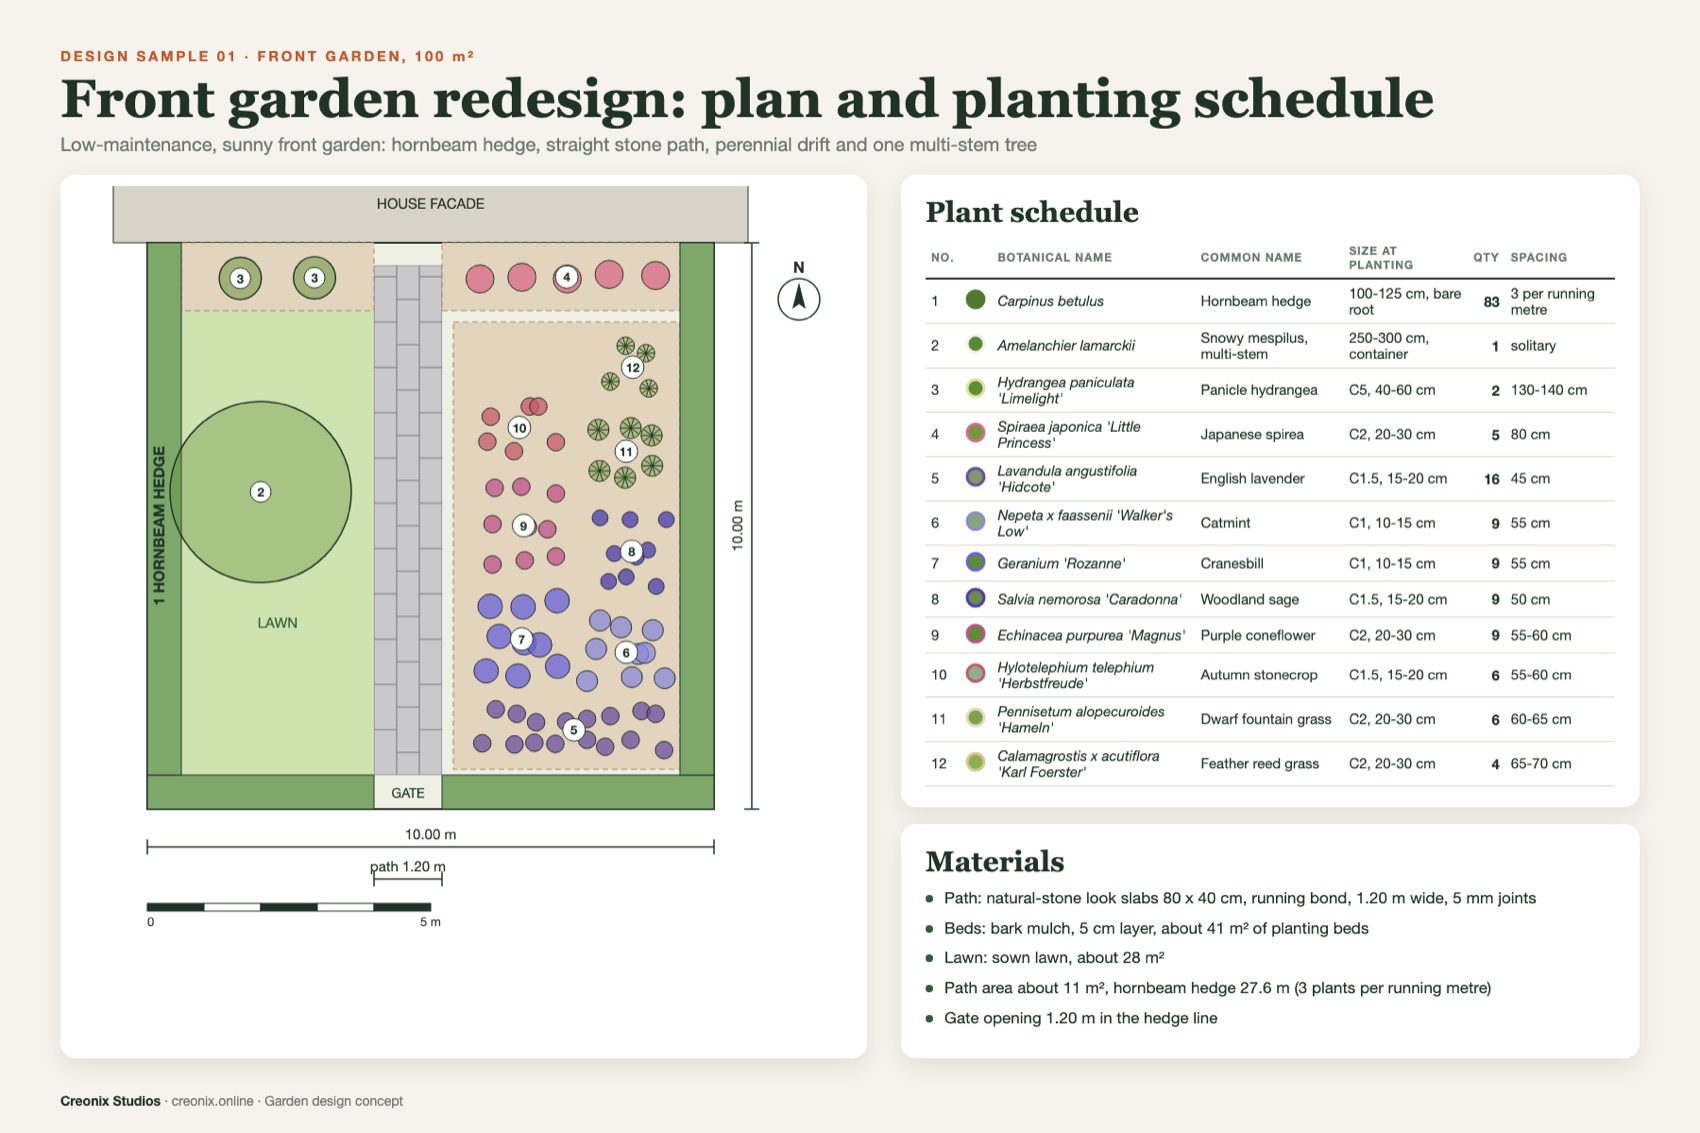 DESIGN SAMPLE 01 · FRONT GARDEN, 100 m²
Front garden redesign: plan and planting schedule
Low-maintenance, sunny front garden: hornbeam hedge, straight stone path, perennial drift and one multi-stem tree
HOUSE FACADE
N
3
3
4
12
10
11
2
9
8
7
6
5
1 HORNBEAM HEDGE
LAWN
GATE
10.00 m
10.00 m
path 1.20 m
0
5 m
Plant schedule
NO. BOTANICAL NAME COMMON NAME SIZE AT PLANTING QTY SPACING
1 Carpinus betulus Hornbeam hedge 100-125 cm, bare root 83 3 per running metre
2 Amelanchier lamarckii Snowy mespilus, multi-stem 250-300 cm, container 1 solitary
3 Hydrangea paniculata 'Limelight' Panicle hydrangea C5, 40-60 cm 2 130-140 cm
4 Spiraea japonica 'Little Princess' Japanese spirea C2, 20-30 cm 5 80 cm
5 Lavandula angustifolia 'Hidcote' English lavender C1.5, 15-20 cm 16 45 cm
6 Nepeta x faassenii 'Walker's Low' Catmint C1, 10-15 cm 9 55 cm
7 Geranium 'Rozanne' Cranesbill C1, 10-15 cm 9 55 cm
8 Salvia nemorosa 'Caradonna' Woodland sage C1.5, 15-20 cm 9 50 cm
9 Echinacea purpurea 'Magnus' Purple coneflower C2, 20-30 cm 9 55-60 cm
10 Hylotelephium telephium 'Herbstfreude' Autumn stonecrop C1.5, 15-20 cm 6 55-60 cm
11 Pennisetum alopecuroides 'Hameln' Dwarf fountain grass C2, 20-30 cm 6 60-65 cm
12 Calamagrostis x acutiflora 'Karl Foerster' Feather reed grass C2, 20-30 cm 4 65-70 cm
Materials
Path: natural-stone look slabs 80 x 40 cm, running bond, 1.20 m wide, 5 mm joints
Beds: bark mulch, 5 cm layer, about 41 m² of planting beds
Lawn: sown lawn, about 28 m²
Path area about 11 m², hornbeam hedge 27.6 m (3 plants per running metre)
Gate opening 1.20 m in the hedge line
Creonix Studios · creonix.online · Garden design concept